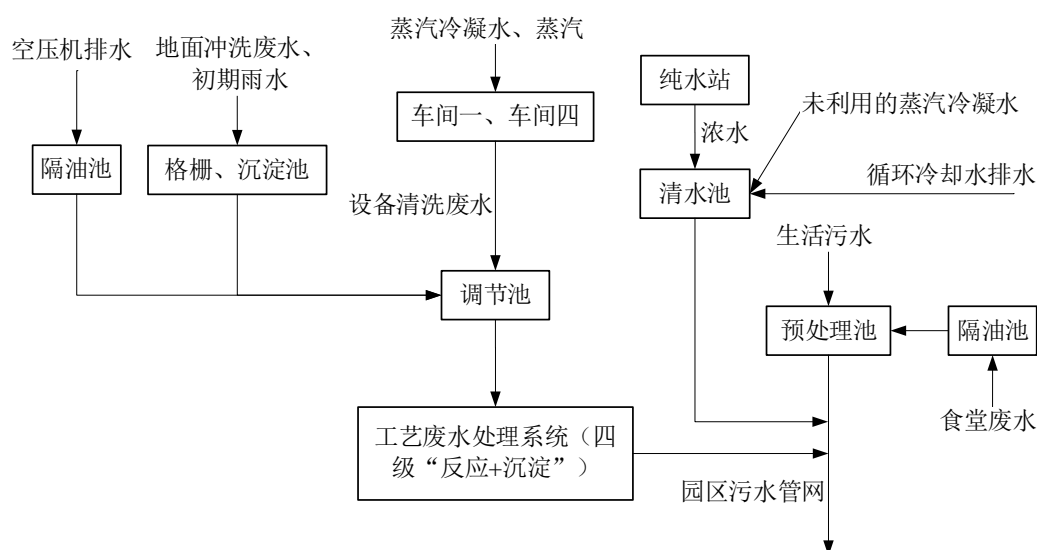 蒸汽冷凝水、蒸汽
空压机排水
地面冲洗废水、
初期雨水
纯水站
未利用的蒸汽冷凝水
车间一、车间四
浓水
隔油池
格栅、沉淀池
循环冷却水排水
清水池
设备清洗废水
生活污水
调节池
预处理池
隔油池
食堂废水
工艺废水处理系统（四
级“反应+沉淀”）
园区污水管网